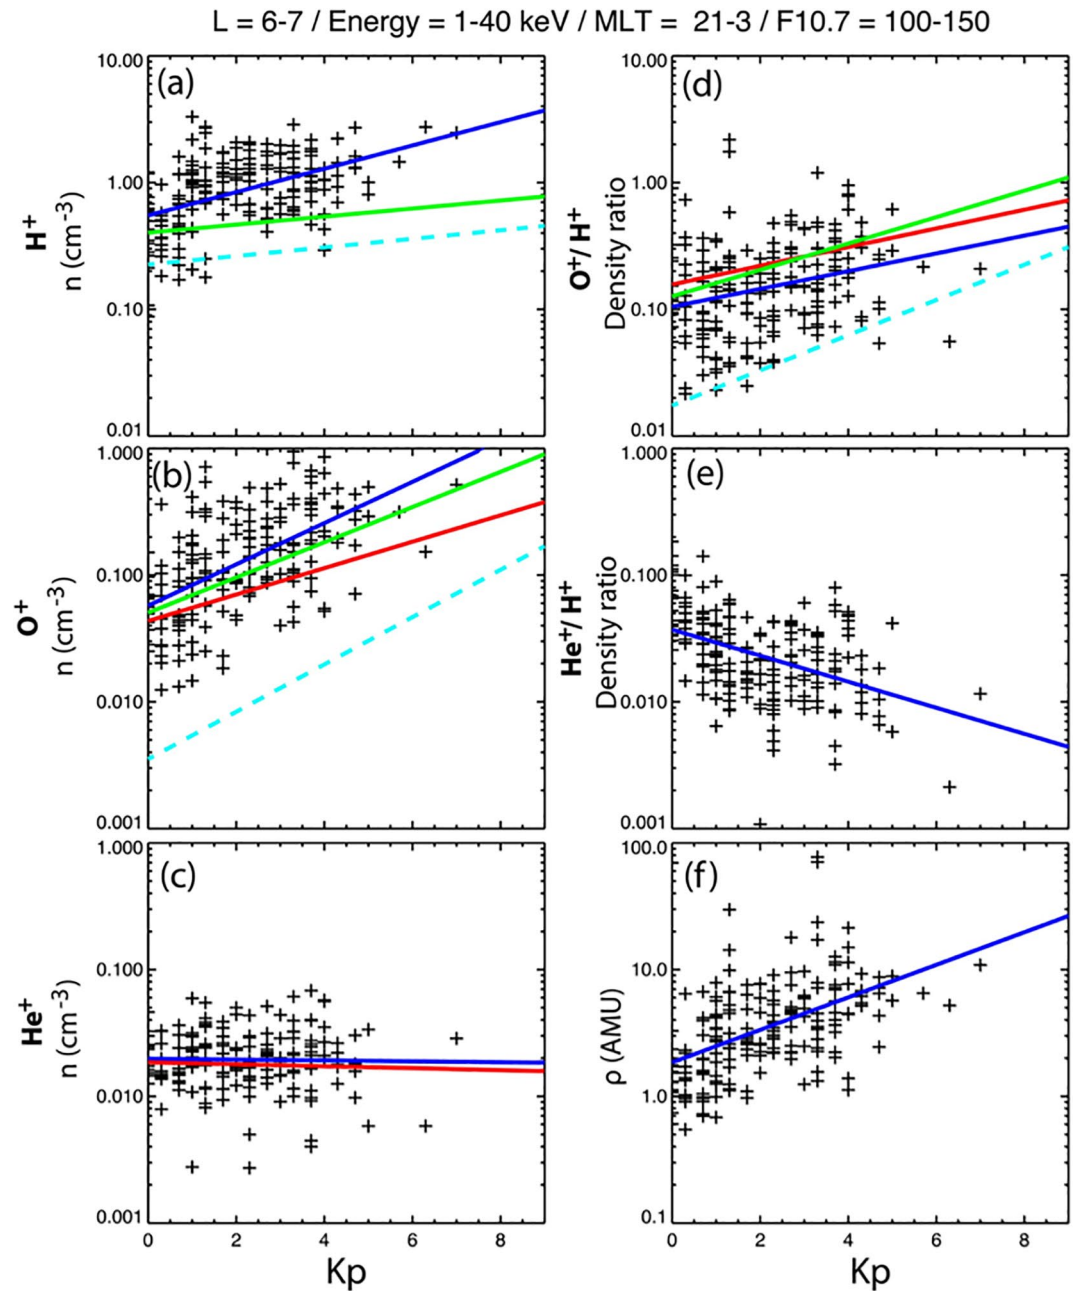 L = 6-7 / Energy = 1-40 keV / MLT = 21-3 / F10.7 = 100-150
(a)
H⁺
n (cm⁻³)
10.00
1.00
0.10
0.01
(d)
O⁺/ H⁺
Density ratio
10.00
1.00
0.10
0.01
(b)
O⁺
n (cm⁻³)
1.000
0.100
0.010
0.001
(e)
He⁺/ H⁺
Density ratio
1.000
0.100
0.010
0.001
(c)
He⁺
n (cm⁻³)
1.000
0.100
0.010
0.001
0 2 4 6 8
Kp
(f)
ρ (AMU)
100.0
10.0
1.0
0.1
0 2 4 6 8
Kp